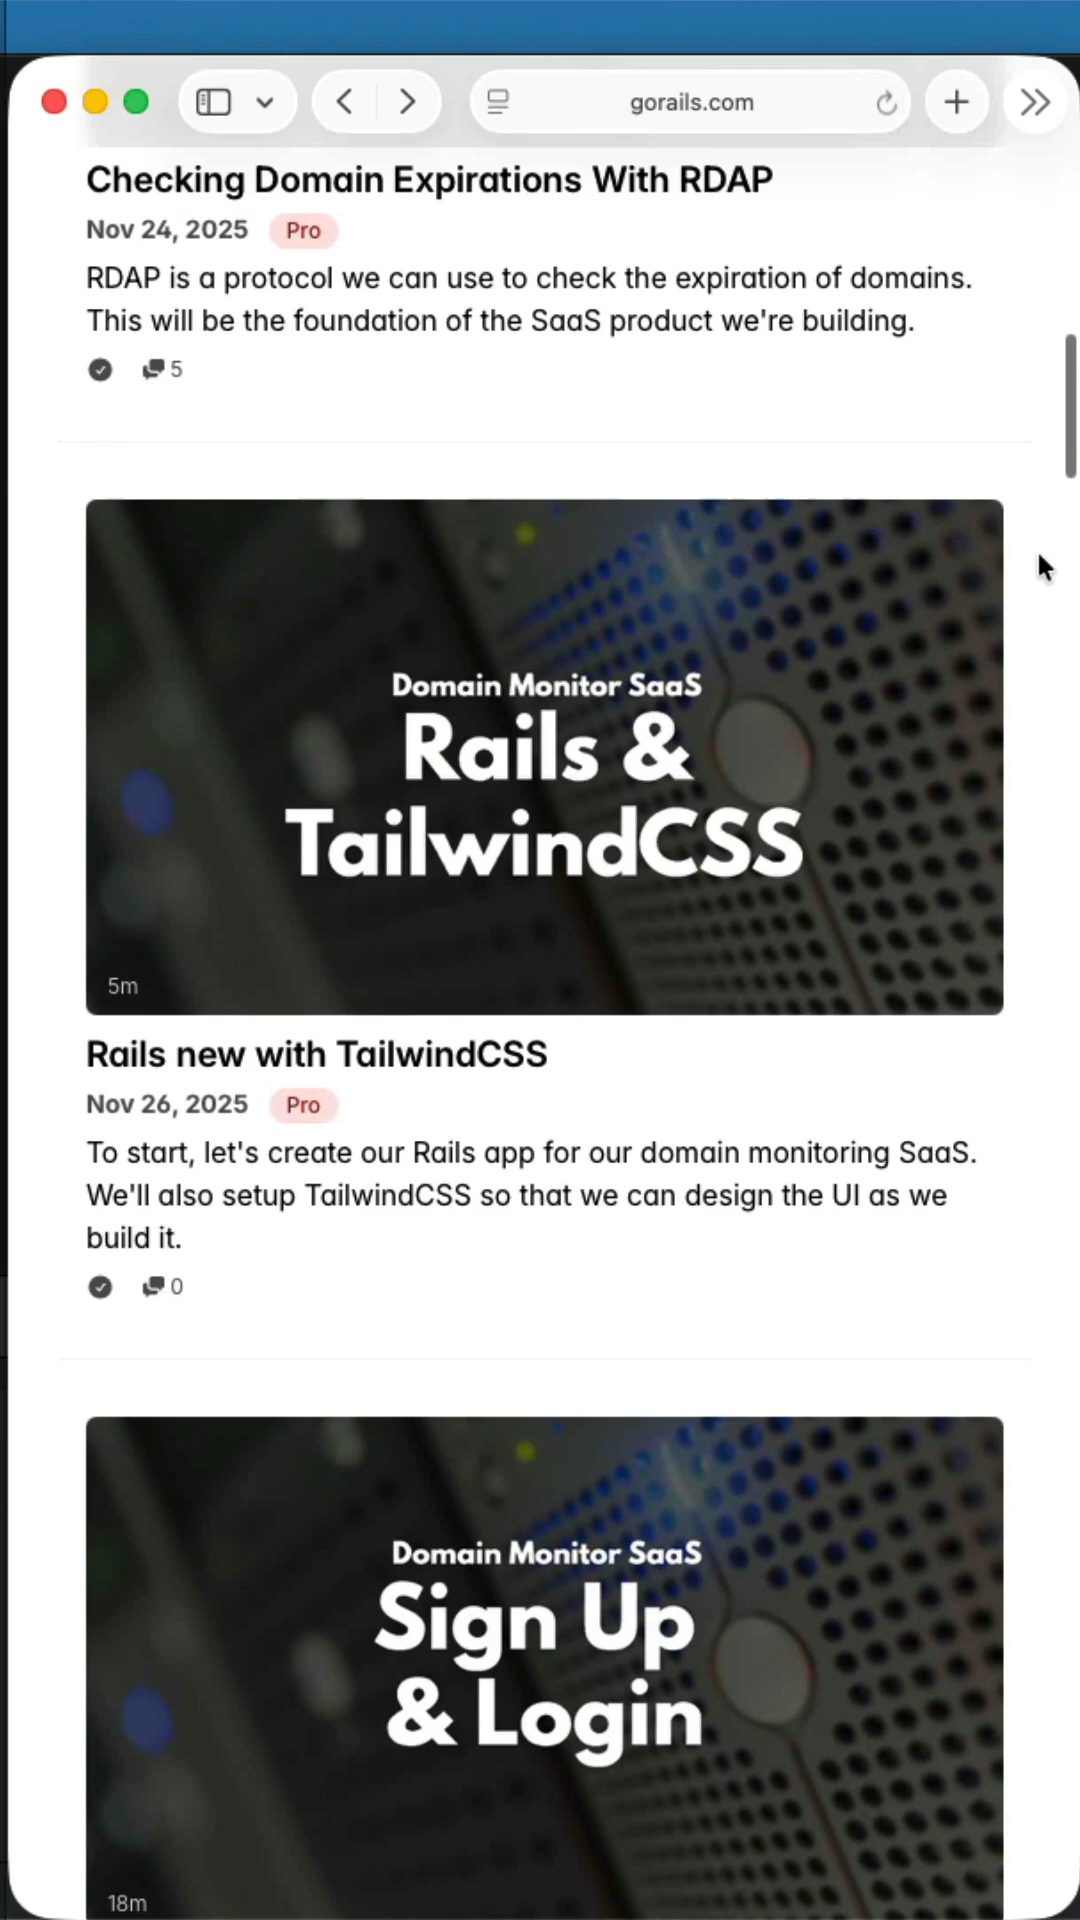 gorails.com
Checking Domain Expirations With RDAP
Nov 24, 2025 Pro
RDAP is a protocol we can use to check the expiration of domains.
This will be the foundation of the SaaS product we're building.
5
Domain Monitor SaaS
Rails &
TailwindCSS
5m
Rails new with TailwindCSS
Nov 26, 2025 Pro
To start, let's create our Rails app for our domain monitoring SaaS.
We'll also setup TailwindCSS so that we can design the UI as we
build it.
0
Domain Monitor SaaS
Sign Up
& Login
18m